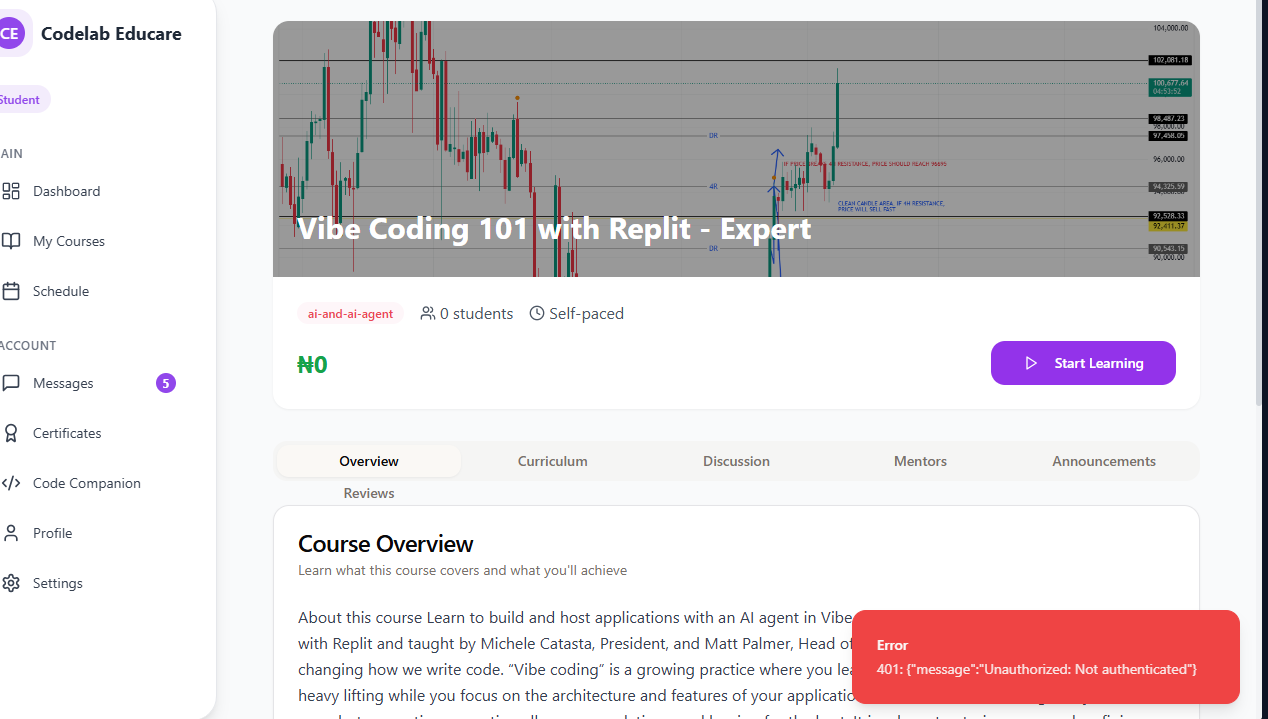 CE
Codelab Educare
Student
AIN
Dashboard
My Courses
Schedule
ACCOUNT
Messages
5
Certificates
Code Companion
Profile
Settings
104,000.00
102,081.18
100,677.64
04:53:52
98,487.23
98,000.00
97,458.05
DR
96,000.00
IF PRICE BREAKS 4H RESISTANCE, PRICE SHOULD REACH 96695
4R
94,325.59
CLEAN CANDLE AREA, IF 4H RESISTANCE,
PRICE WILL SELL FAST
92,528.33
92,411.37
DR
90,543.15
90,000.00
Vibe Coding 101 with Replit - Expert
ai-and-ai-agent
0 students
Self-paced
₦0
Start Learning
Overview
Curriculum
Discussion
Mentors
Announcements
Reviews
Course Overview
Learn what this course covers and what you'll achieve
About this course Learn to build and host applications with an AI agent in Vibe
with Replit and taught by Michele Catasta, President, and Matt Palmer, Head of
changing how we write code. “Vibe coding” is a growing practice where you
heavy lifting while you focus on the architecture and features of your
Error
401: {"message":"Unauthorized: Not authenticated"}